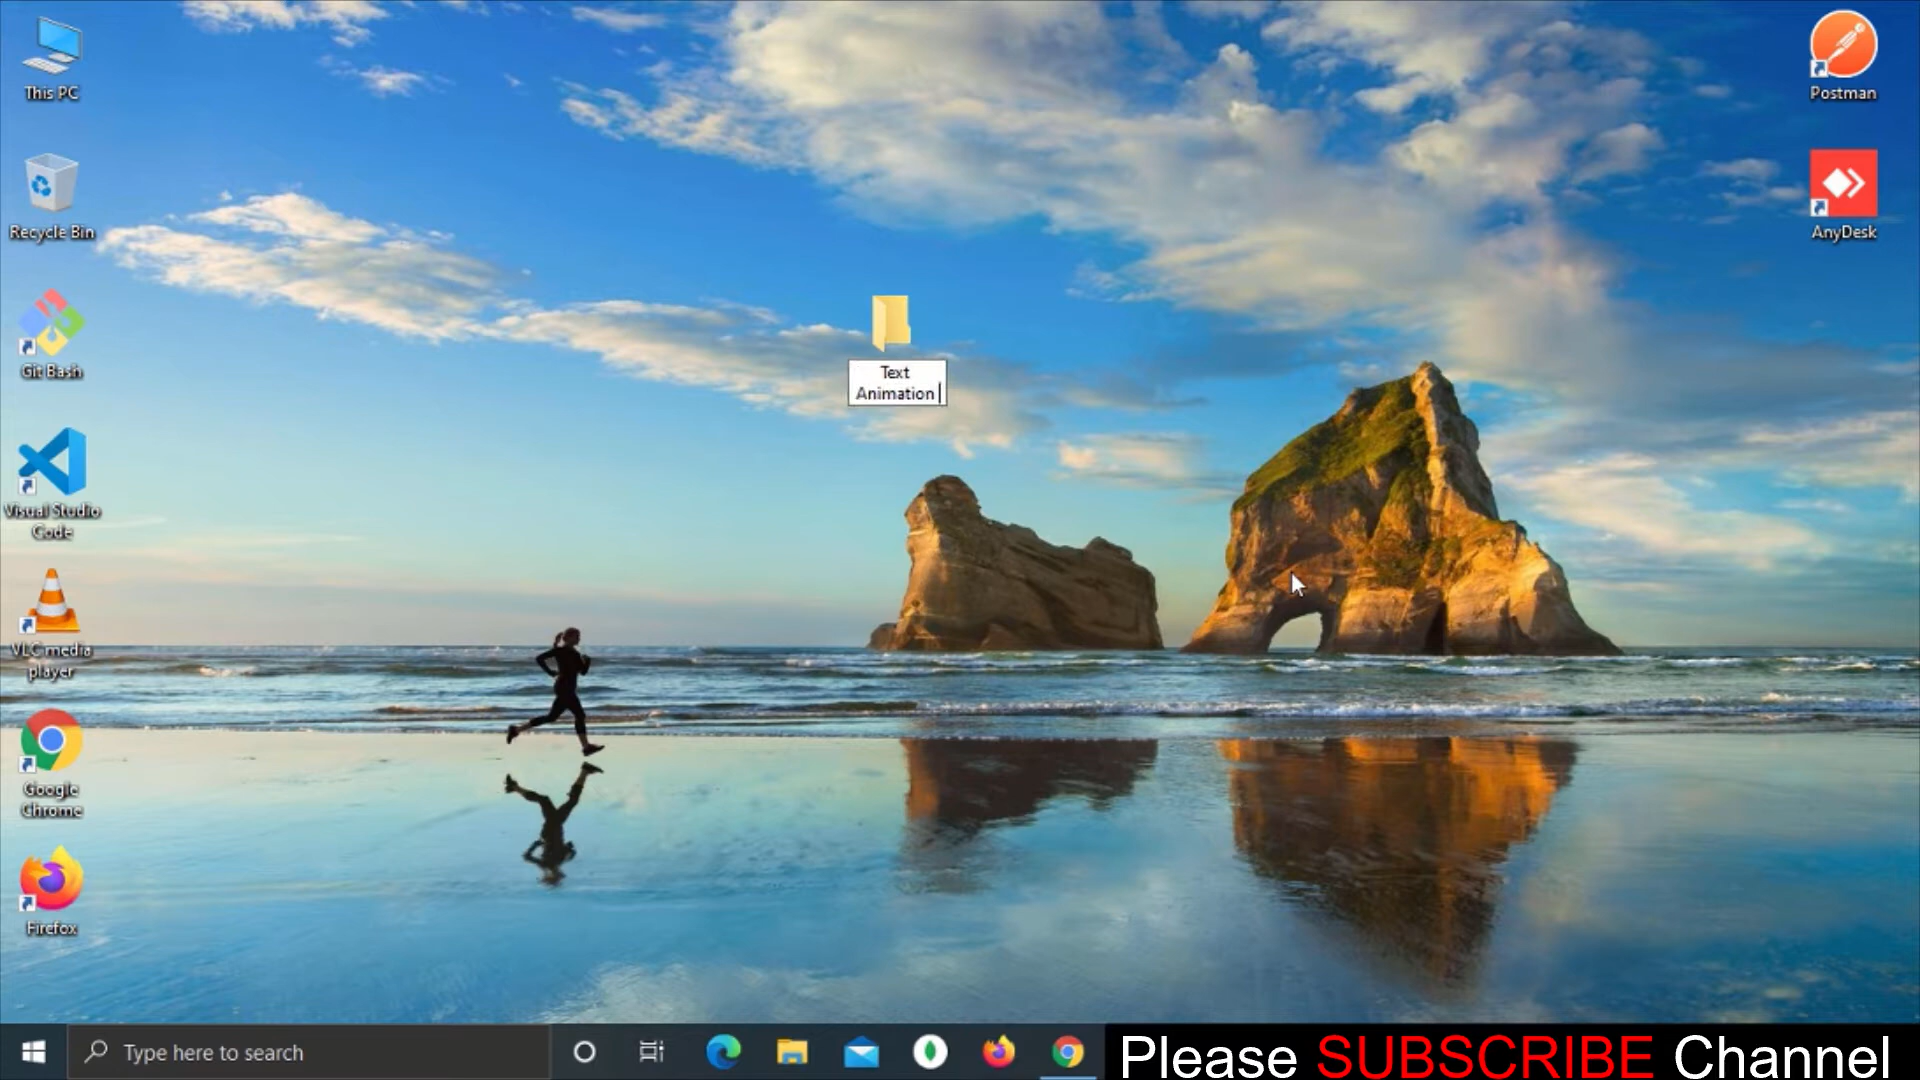 This PC
Recycle Bin
Git Bash
Visual Studio
Code
VLC media
player
Google
Chrome
Firefox
Text
Animation
Postman
AnyDesk
Type here to search
Please SUBSCRIBE Channel